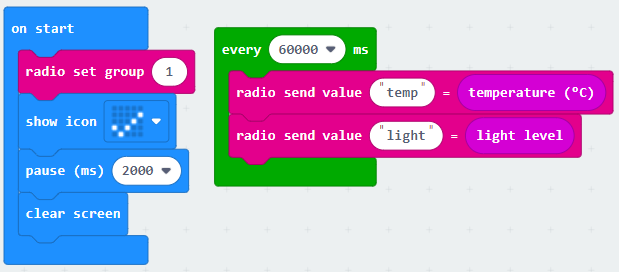 on start
radio set group 1
show icon
pause (ms) 2000
clear screen
every 60000 ms
radio send value "temp" = temperature (ºC)
radio send value "light" = light level